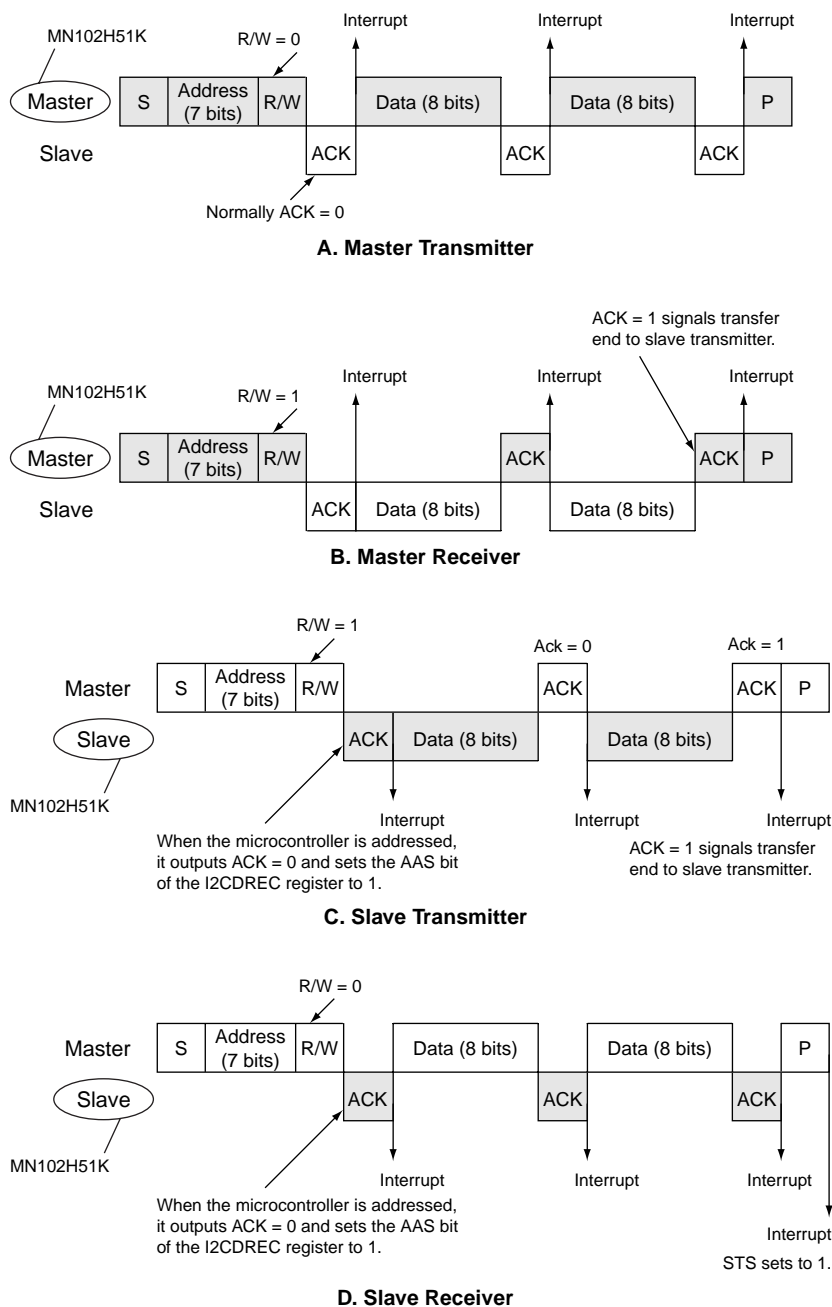 MN102H51K
R/W = 0
Interrupt
Interrupt
Interrupt
Master
S
Address
(7 bits)
R/W
Data (8 bits)
Data (8 bits)
P
Slave
ACK
ACK
ACK
Normally ACK = 0
A. Master Transmitter
ACK = 1 signals transfer
end to slave transmitter.
MN102H51K
R/W = 1
Interrupt
Interrupt
Interrupt
Master
S
Address
(7 bits)
R/W
ACK
ACK
P
Slave
ACK
Data (8 bits)
Data (8 bits)
B. Master Receiver
R/W = 1
Ack = 0
Ack = 1
Master
S
Address
(7 bits)
R/W
ACK
ACK
P
Slave
ACK
Data (8 bits)
Data (8 bits)
MN102H51K
Interrupt
Interrupt
Interrupt
When the microcontroller is addressed,
it outputs ACK = 0 and sets the AAS bit
of the I2CDREC register to 1.
ACK = 1 signals transfer
end to slave transmitter.
C. Slave Transmitter
R/W = 0
Master
S
Address
(7 bits)
R/W
Data (8 bits)
Data (8 bits)
P
Slave
ACK
ACK
ACK
MN102H51K
Interrupt
Interrupt
Interrupt
When the microcontroller is addressed,
it outputs ACK = 0 and sets the AAS bit
of the I2CDREC register to 1.
Interrupt
STS sets to 1.
D. Slave Receiver